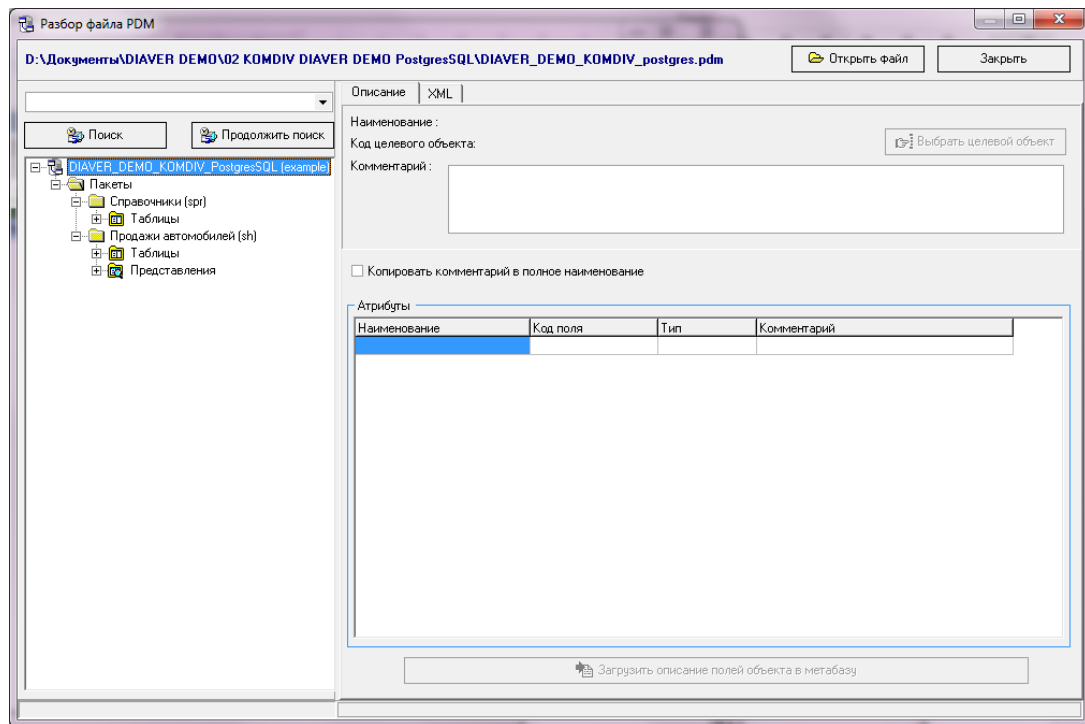 Разбор файла PDM
D:\Документы\DIAVER DEMO\02 KOMDIV DIAVER DEMO PostgresSQL\DIAVER_DEMO_KOMDIV_postgres.pdm
Открыть файл
Закрыть
Поиск
Продолжить поиск
DIAVER_DEMO_KOMDIV_PostgresSQL (example)
Пакеты
Справочники (spr)
Таблицы
Продажи автомобилей (sh)
Таблицы
Представления
Описание
XML
Наименование :
Код целевого объекта:
Выбрать целевой объект
Комментарий :
Копировать комментарий в полное наименование
Атрибуты
Наименование Код поля Тип Комментарий
Загрузить описание полей объекта в метабазу